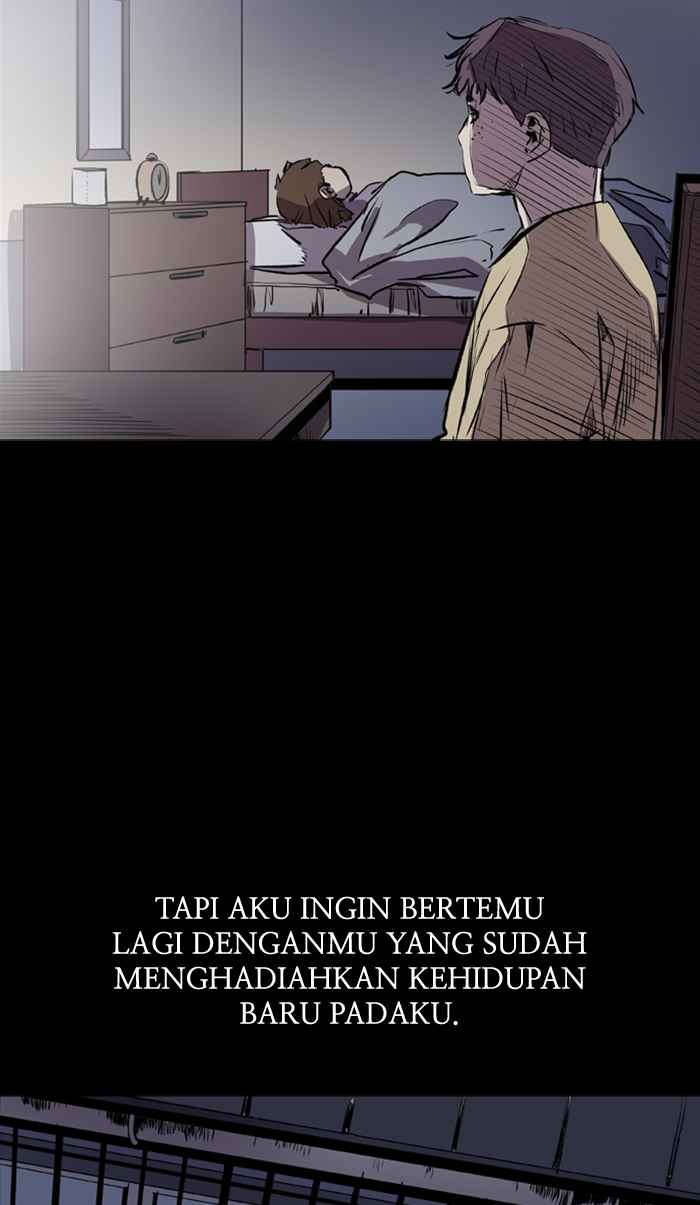 TAPI AKU INGIN BERTEMU
LAGI DENGANMU YANG SUDAH
MENGHADIAHKAN KEHIDUPAN
BARU PADAKU.